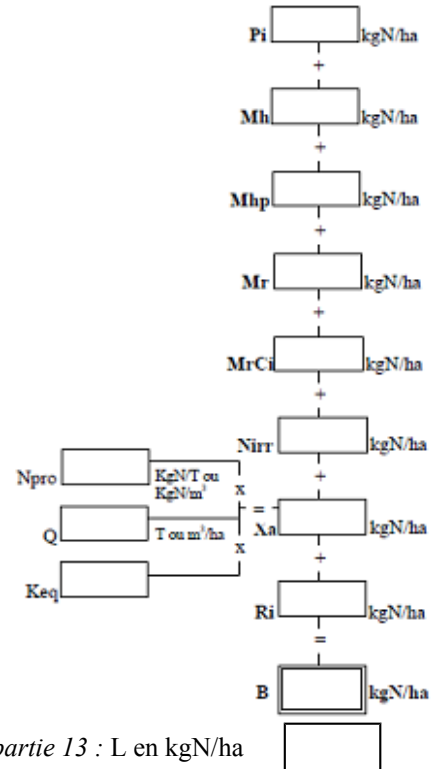 Pi kgN/ha
+
Mh kgN/ha
+
Mhp kgN/ha
+
Mr kgN/ha
+
MrCi kgN/ha
+
Nirr kgN/ha
Npro KgN/T ou
KgN/m³
x
+
Q T ou m³/ha
= Xa kgN/ha
x
+
Keq
Ri kgN/ha
=
B kgN/ha
partie 13 : L en kgN/ha